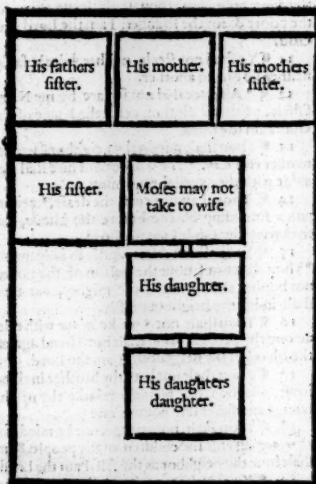 His fathers
sister.
His mother.
His mothers
sister.
His sister.
Moses may not
take to wife
His daughter.
His daughters
daughter.